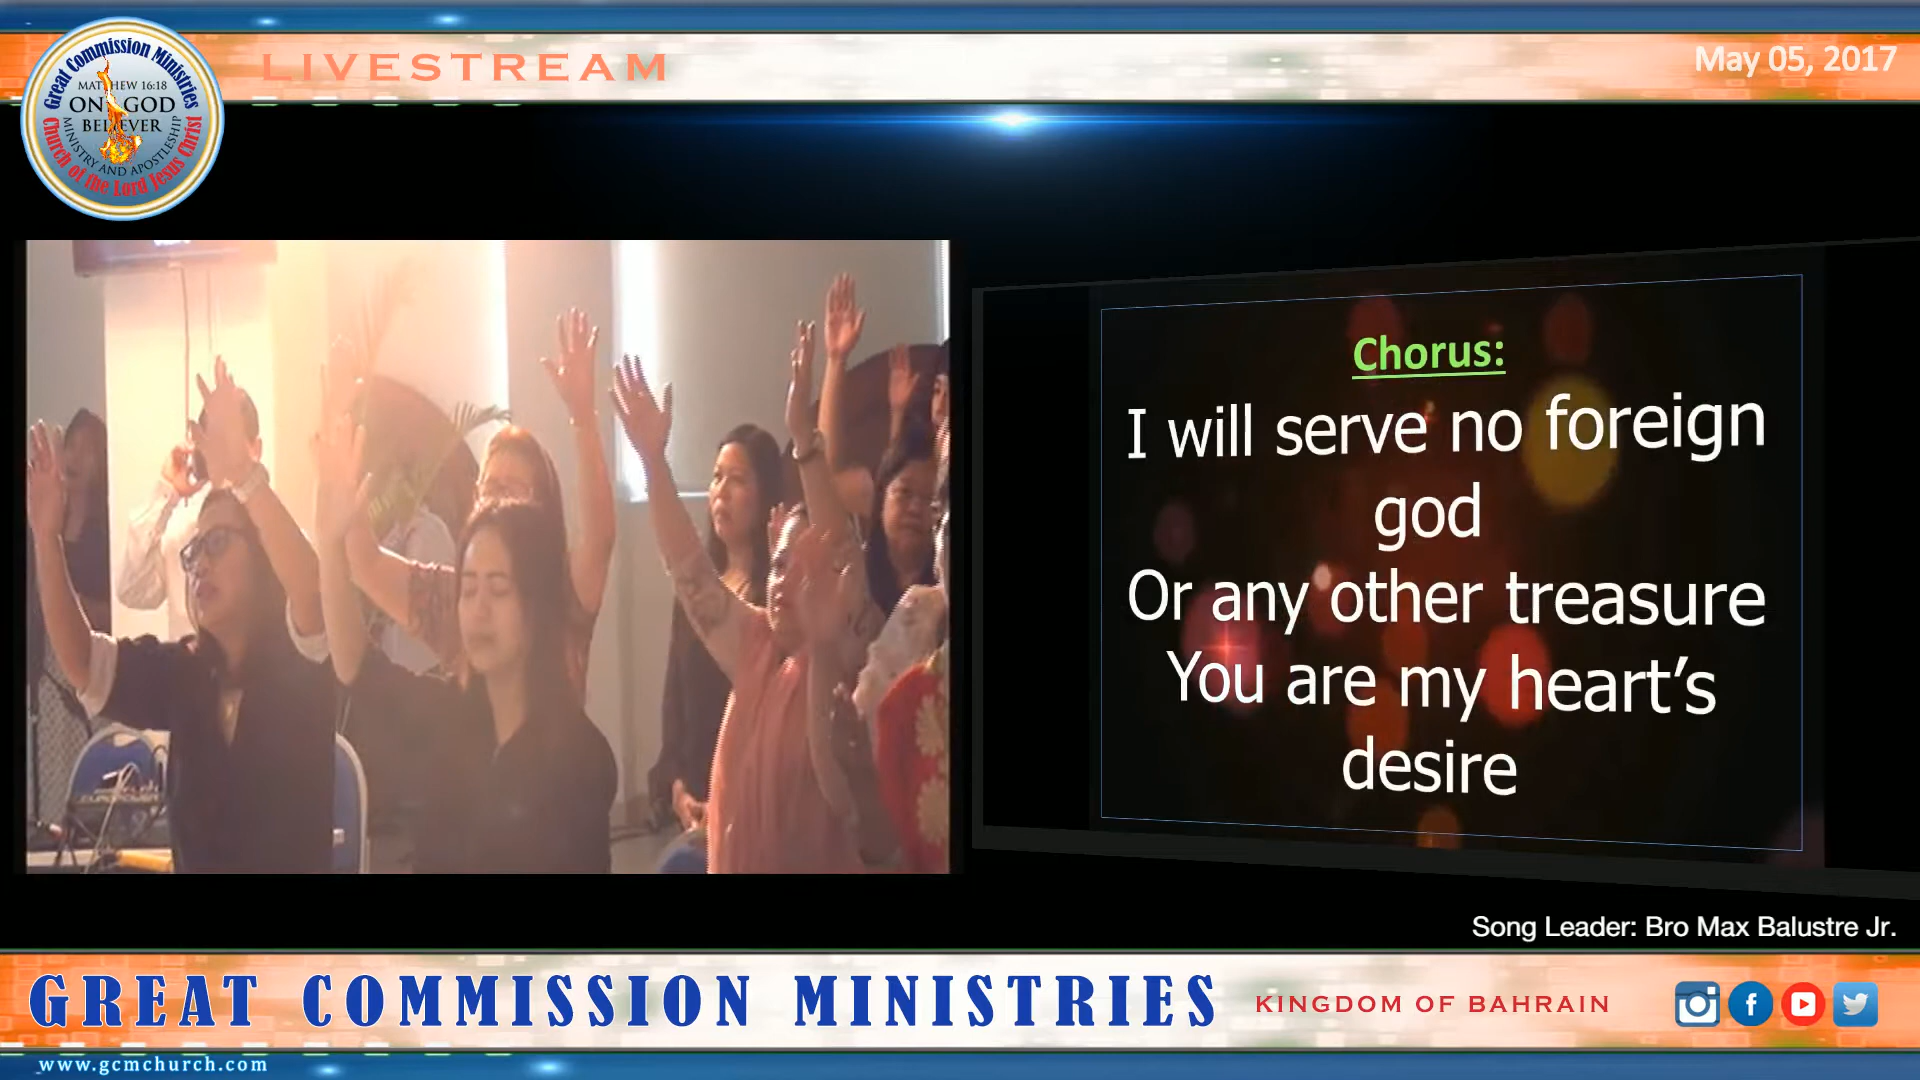 LIVESTREAM
May 05, 2017
Great Commission Ministries
MATTHEW 16:18
ON GOD
BELIEVER
MINISTRY AND APOSTLESHIP
Church of the Lord Jesus Christ
Chorus:
I will serve no foreign
god
Or any other treasure
You are my heart's
desire
Song Leader: Bro Max Balustre Jr.
GREAT COMMISSION MINISTRIES
KINGDOM OF BAHRAIN
www.gcmchurch.com